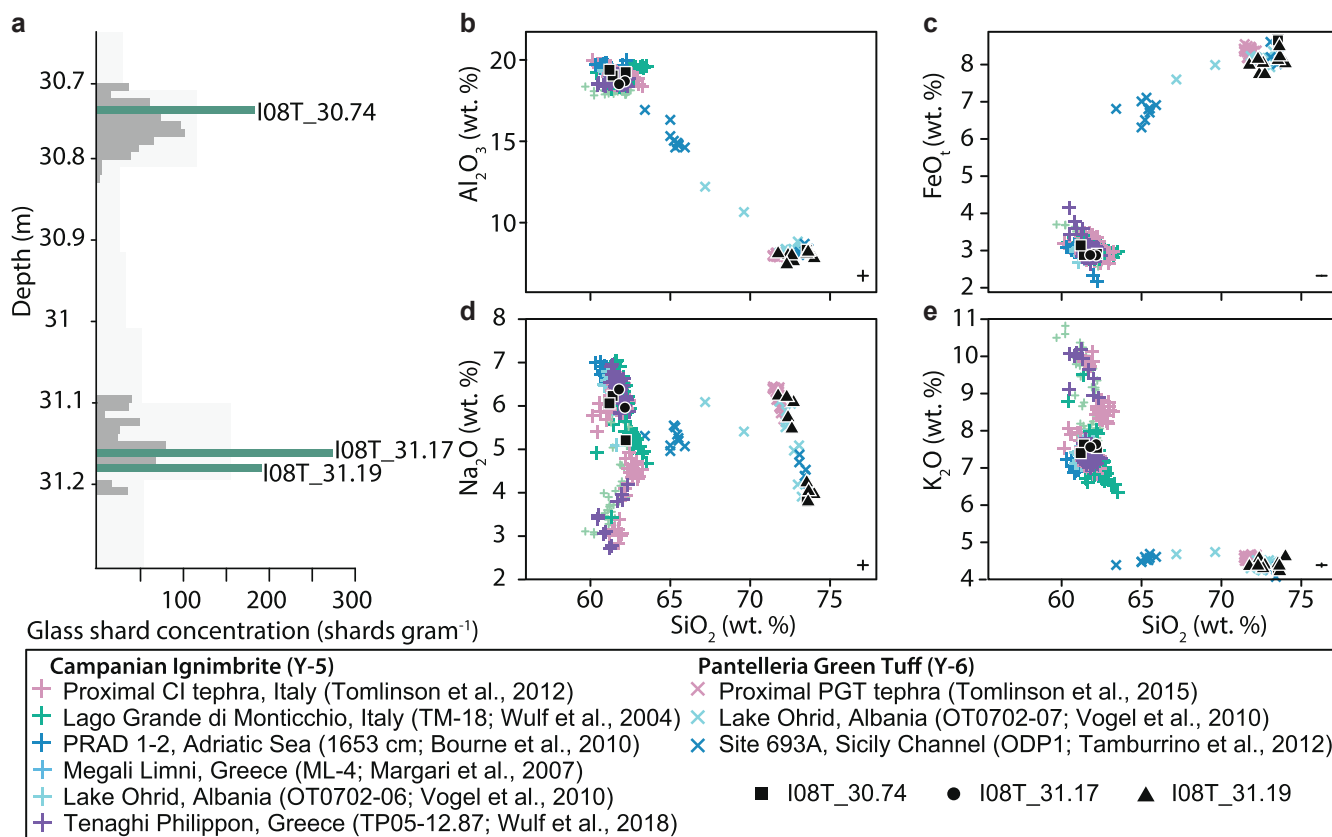 a
30.7
30.8
30.9
31
31.1
31.2
Depth (m)
I08T_30.74
I08T_31.17
I08T_31.19
100
200
300
Glass shard concentration (shards gram⁻¹)
b
20
15
10
Al₂O₃ (wt. %)
60
65
70
75
c
8
7
6
5
4
3
2
FeOₜ (wt. %)
60
65
70
75
d
8
7
6
5
4
3
2
Na₂O (wt. %)
60
65
70
75
SiO₂ (wt. %)
e
11
10
9
8
7
6
5
4
K₂O (wt. %)
60
65
70
75
SiO₂ (wt. %)
Campanian Ignimbrite (Y-5)
Proximal CI tephra, Italy (Tomlinson et al., 2012)
Lago Grande di Monticchio, Italy (TM-18; Wulf et al., 2004)
PRAD 1-2, Adriatic Sea (1653 cm; Bourne et al., 2010)
Megali Limni, Greece (ML-4; Margari et al., 2007)
Lake Ohrid, Albania (OT0702-06; Vogel et al., 2010)
Tenaghi Philippon, Greece (TP05-12.87; Wulf et al., 2018)
Pantelleria Green Tuff (Y-6)
Proximal PGT tephra (Tomlinson et al., 2015)
Lake Ohrid, Albania (OT0702-07; Vogel et al., 2010)
Site 693A, Sicily Channel (ODP1; Tamburrino et al., 2012)
I08T_30.74
I08T_31.17
I08T_31.19